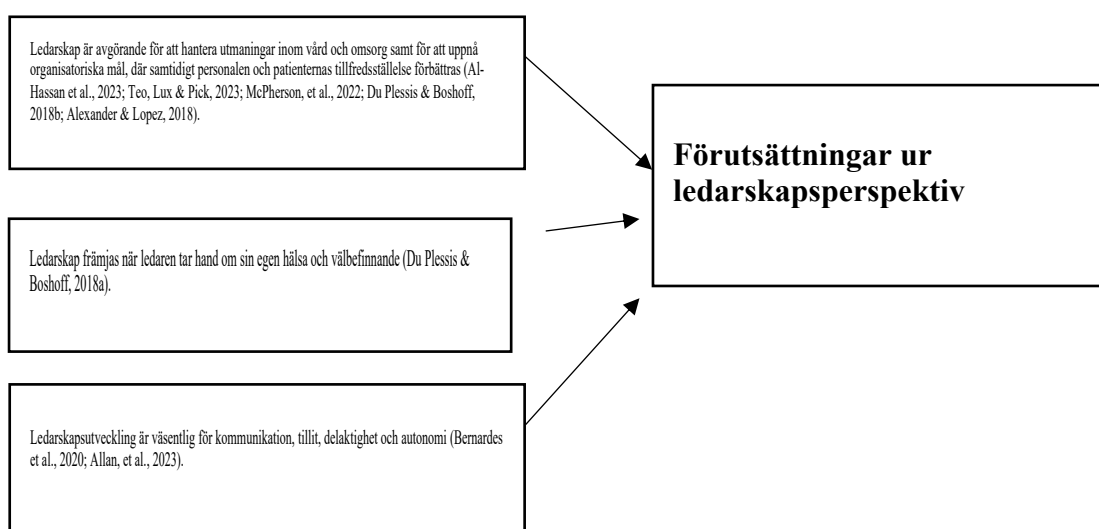 Ledarskap är avgörande för att hantera utmaningar inom vård och omsorg samt för att uppnå
organisatoriska mål, där samtidigt personalen och patienternas tillfredsställelse förbättras (Al-
Hassan et al., 2023; Teo, Lux & Pick, 2023; McPherson, et al., 2022; Du Plessis & Boshoff,
2018b; Alexander & Lopez, 2018).
Ledarskap främjas när ledaren tar hand om sin egen hälsa och välbefinnande (Du Plessis &
Boshoff, 2018a).
Ledarskapsutveckling är väsentlig för kommunikation, tillit, delaktighet och autonomi (Bernardes
et al., 2020; Allan, et al., 2023).
Förutsättningar ur
ledarskapsperspektiv